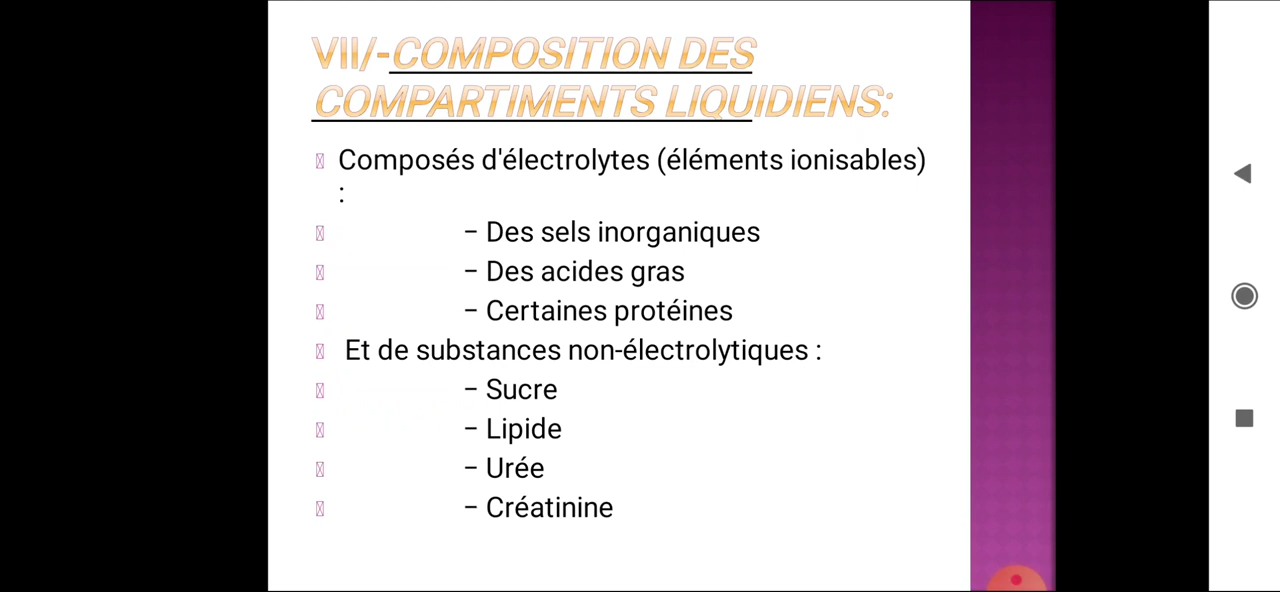 VII/-COMPOSITION DES
COMPARTIMENTS LIQUIDIENS:
Composés d'électrolytes (éléments ionisables)
:
– Des sels inorganiques
– Des acides gras
– Certaines protéines
Et de substances non-électrolytiques :
– Sucre
– Lipide
– Urée
– Créatinine